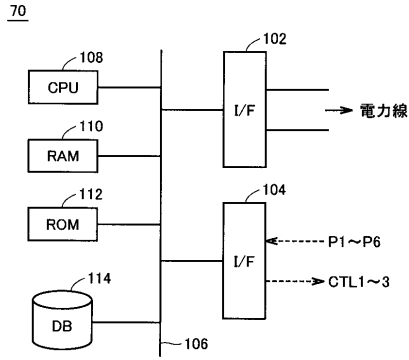 70
108
CPU
110
RAM
112
ROM
114
DB
106
102
I/F
電力線
104
I/F
P1～P6
CTL1～3